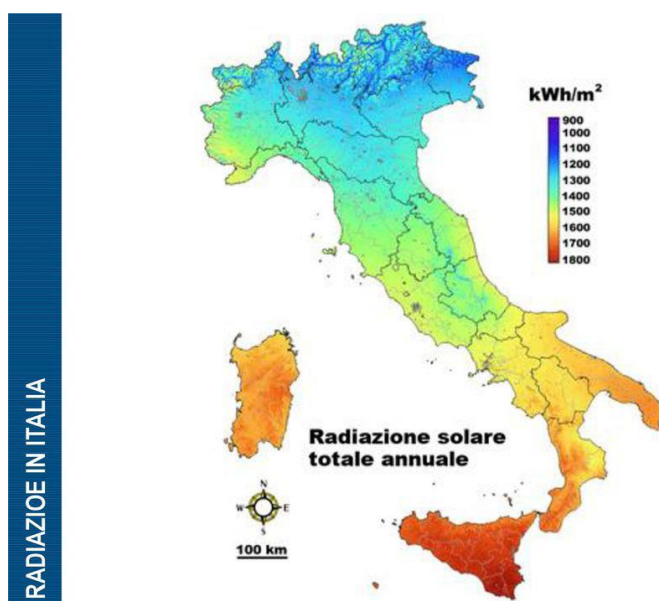 RADIAZIOE IN ITALIA
kWh/m²
900
1000
1100
1200
1300
1400
1500
1600
1700
1800
Radiazione solare
totale annuale
N
W
E
S
100 km